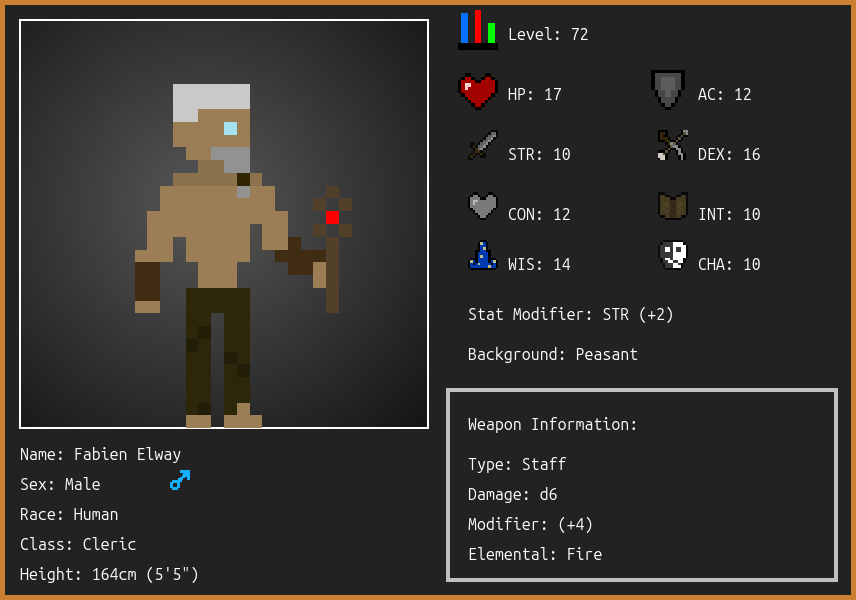 Level: 72
HP: 17
AC: 12
STR: 10
DEX: 16
CON: 12
INT: 10
WIS: 14
CHA: 10
Stat Modifier: STR (+2)
Background: Peasant
Weapon Information:
Type: Staff
Damage: d6
Modifier: (+4)
Elemental: Fire
Name: Fabien Elway
Sex: Male
Race: Human
Class: Cleric
Height: 164cm (5'5")